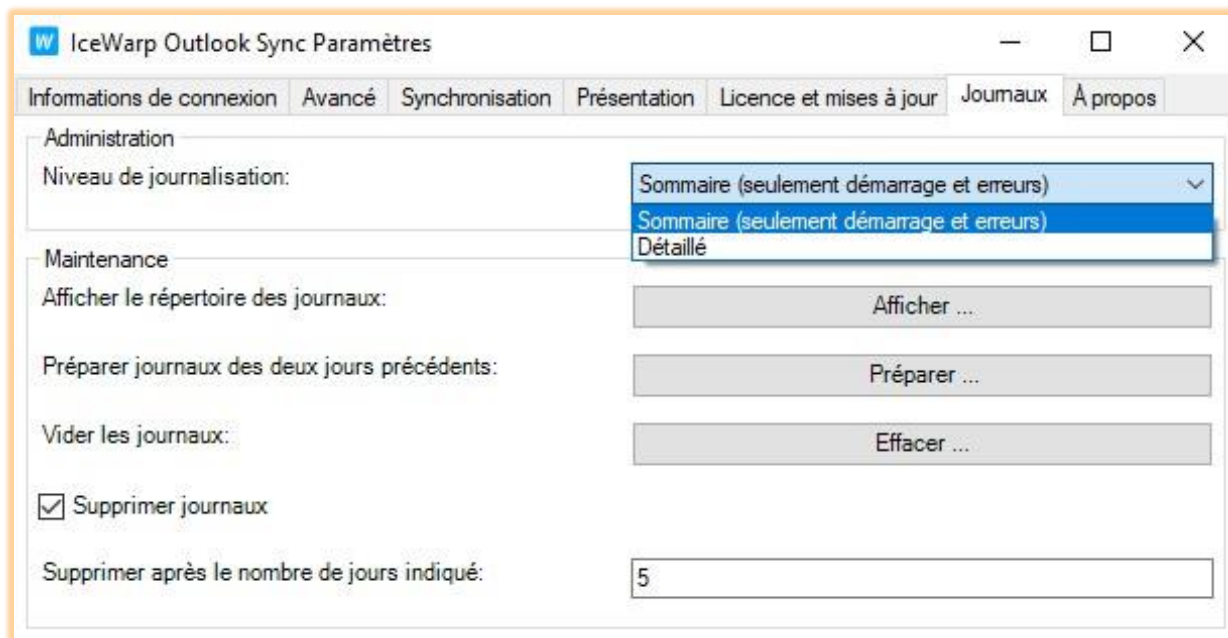 W IceWarp Outlook Sync Paramètres
Informations de connexion Avancé Synchronisation Présentation Licence et mises à jour Journaux À propos
Administration
Niveau de journalisation: Sommaire (seulement démarrage et erreurs)
Sommaire (seulement démarrage et erreurs)
Détaillé
Maintenance
Afficher le répertoire des journaux: Afficher ...
Préparer journaux des deux jours précédents: Préparer ...
Vider les journaux: Effacer ...
Supprimer journaux
Supprimer après le nombre de jours indiqué: 5